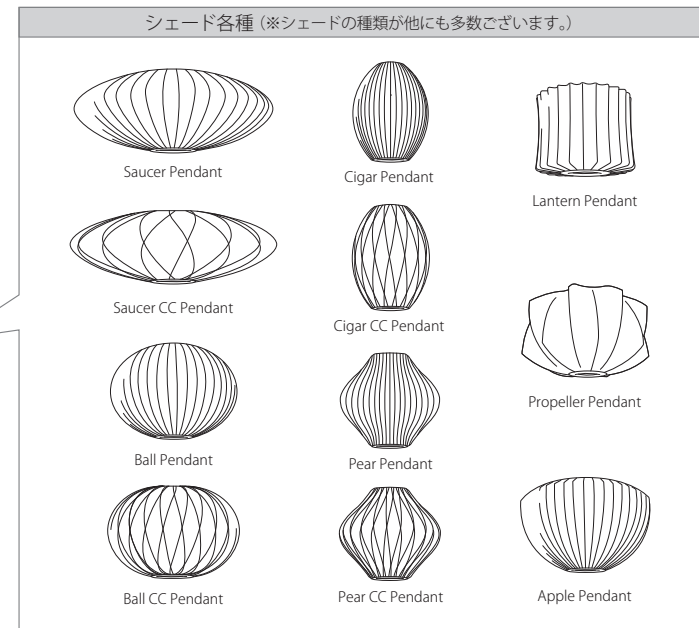 シェード各種（※シェードの種類が他にも多数ございます。）
Saucer Pendant
Cigar Pendant
Lantern Pendant
Saucer CC Pendant
Cigar CC Pendant
Propeller Pendant
Ball Pendant
Pear Pendant
Ball CC Pendant
Pear CC Pendant
Apple Pendant